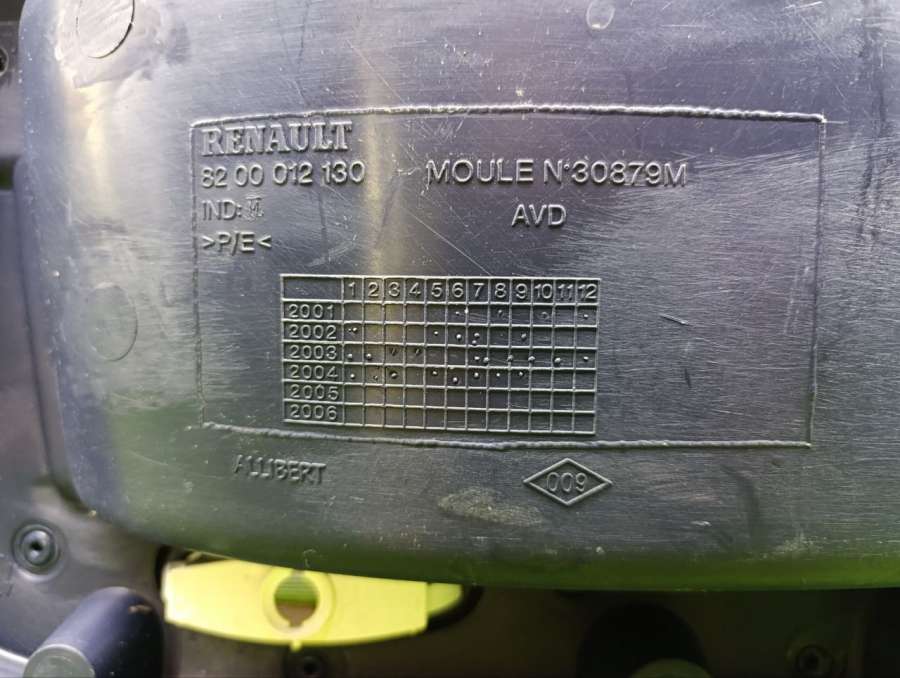 RENAULT
82 00 012 130 MOULE N°30879M
IND: M AVD
>P/E<
1 2 3 4 5 6 7 8 9 10 11 12
2001
2002
2003
2004
2005
2006
ALLIBERT
009